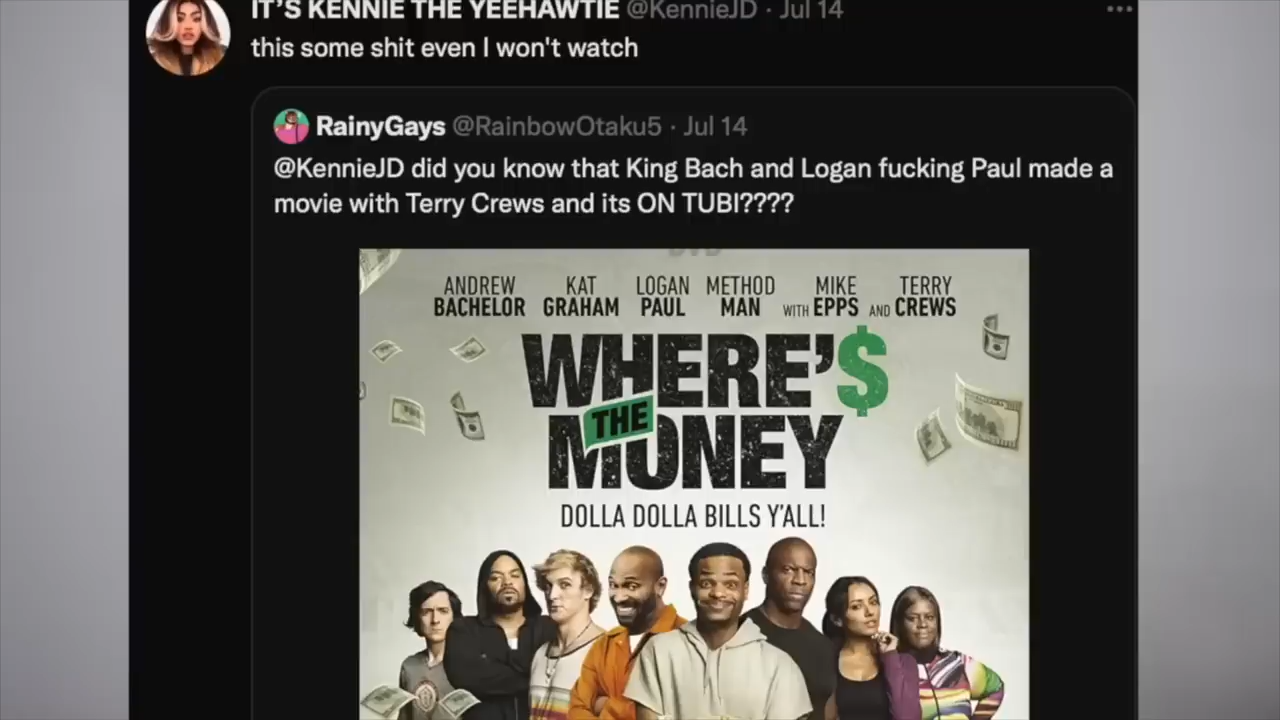 IT'S KENNIE THE YEEHAWTIE @KennieJD · Jul 14
this some shit even I won't watch
RainyGays @RainbowOtaku5 · Jul 14
@KennieJD did you know that King Bach and Logan fucking Paul made a
movie with Terry Crews and its ON TUBI????
ANDREW BACHELOR KAT GRAHAM LOGAN PAUL METHOD MAN WITH MIKE EPPS AND TERRY CREWS
WHERE'$
THE
MONEY
DOLLA DOLLA BILLS Y'ALL!